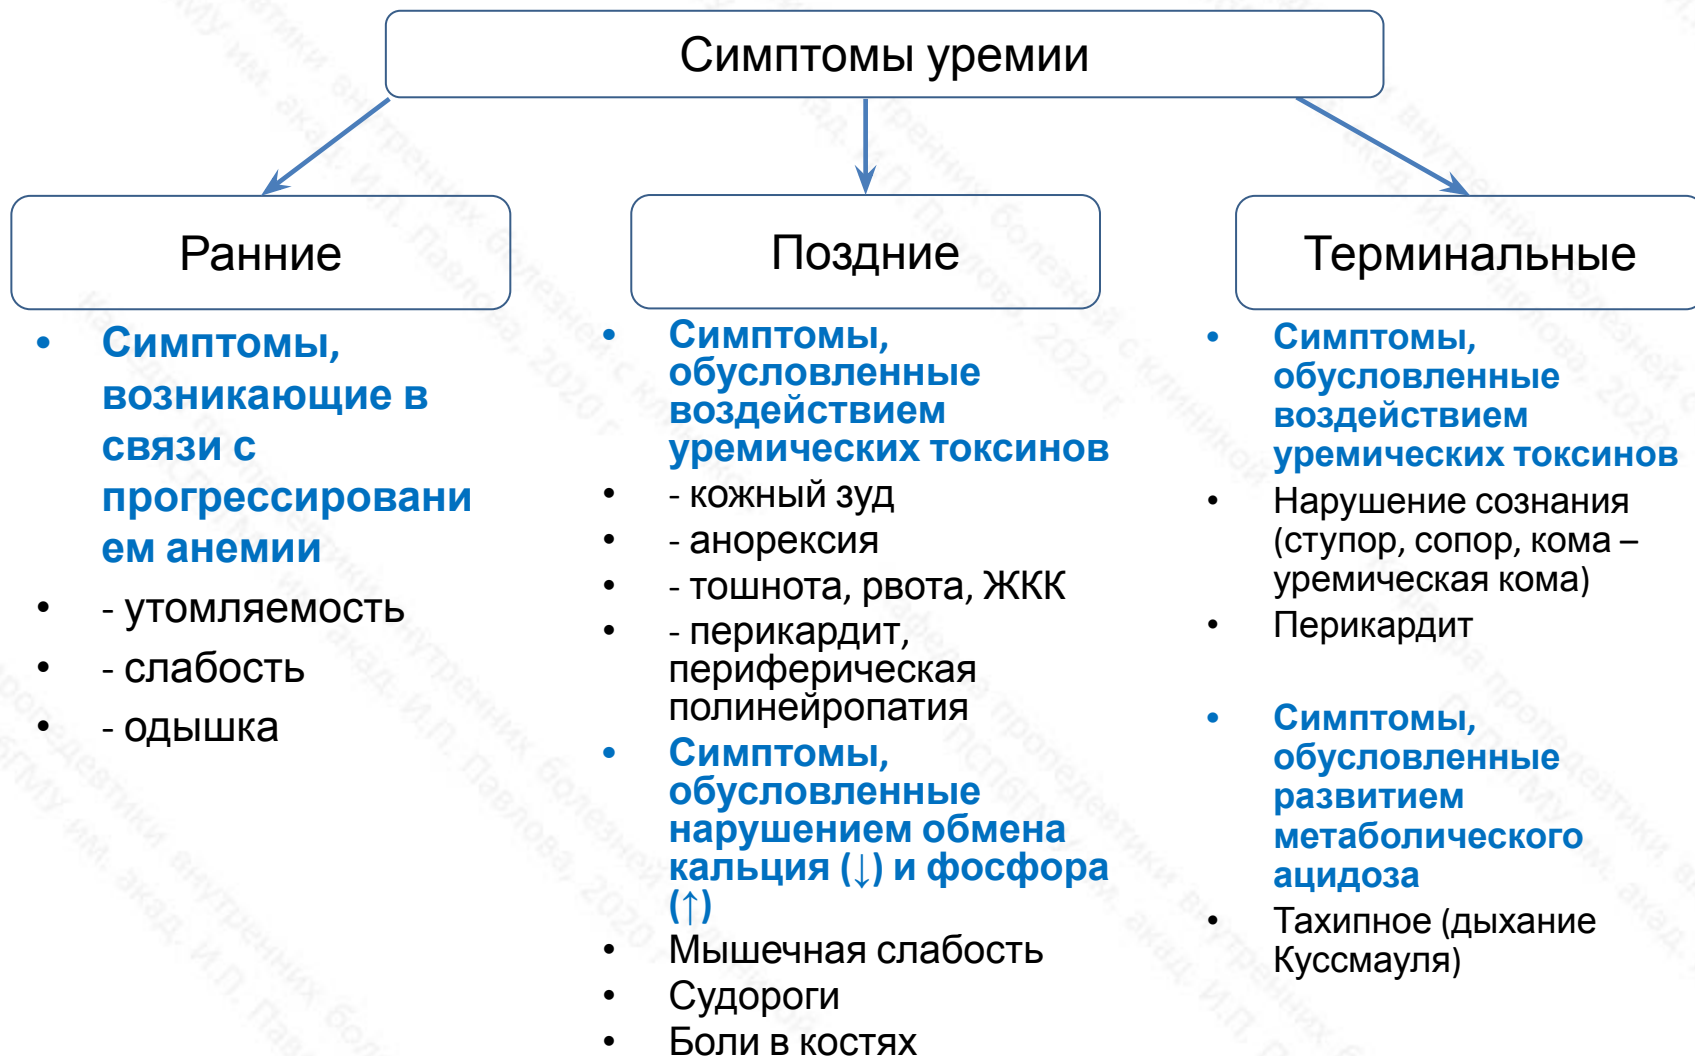 Симптомы уремии
Ранние
• Симптомы,
возникающие в
связи с
прогрессировани
ем анемии
• - утомляемость
• - слабость
• - одышка
Поздние
• Симптомы,
обусловленные
воздействием
уремических токсинов
• - кожный зуд
• - анорексия
• - тошнота, рвота, ЖКК
• - перикардит,
периферическая
полинейропатия
• Симптомы,
обусловленные
нарушением обмена
кальция (↓) и фосфора
(↑)
• Мышечная слабость
• Судороги
• Боли в костях
Терминальные
• Симптомы,
обусловленные
воздействием
уремических токсинов
• Нарушение сознания
(ступор, сопор, кома –
уремическая кома)
• Перикардит
• Симптомы,
обусловленные
развитием
метаболического
ацидоза
• Тахипное (дыхание
Куссмауля)